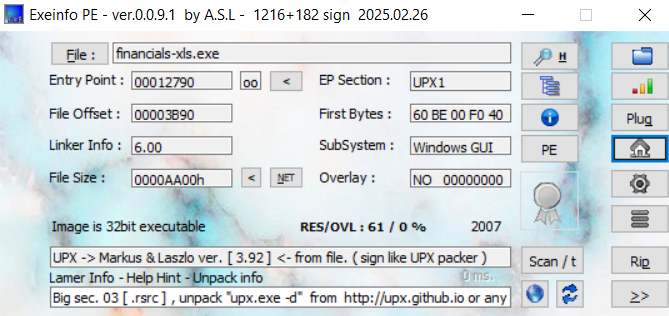 Exeinfo PE - ver.0.0.9.1 by A.S.L - 1216+182 sign 2025.02.26
File : financials-xls.exe H
Entry Point : 00012790 oo < EP Section : UPX1
File Offset : 00003B90 First Bytes : 60 BE 00 F0 40 Plug
Linker Info : 6.00 SubSystem : Windows GUI PE
File Size : 0000AA00h < NET Overlay : NO 00000000
Image is 32bit executable RES/OVL : 61 / 0 % 2007
UPX -> Markus & Laszlo ver. [ 3.92 ] <- from file. ( sign like UPX packer ) Scan / t Rip
Lamer Info - Help Hint - Unpack info 0 ms.
Big sec. 03 [ .rsrc ] , unpack "upx.exe -d" from http://upx.github.io or any >>